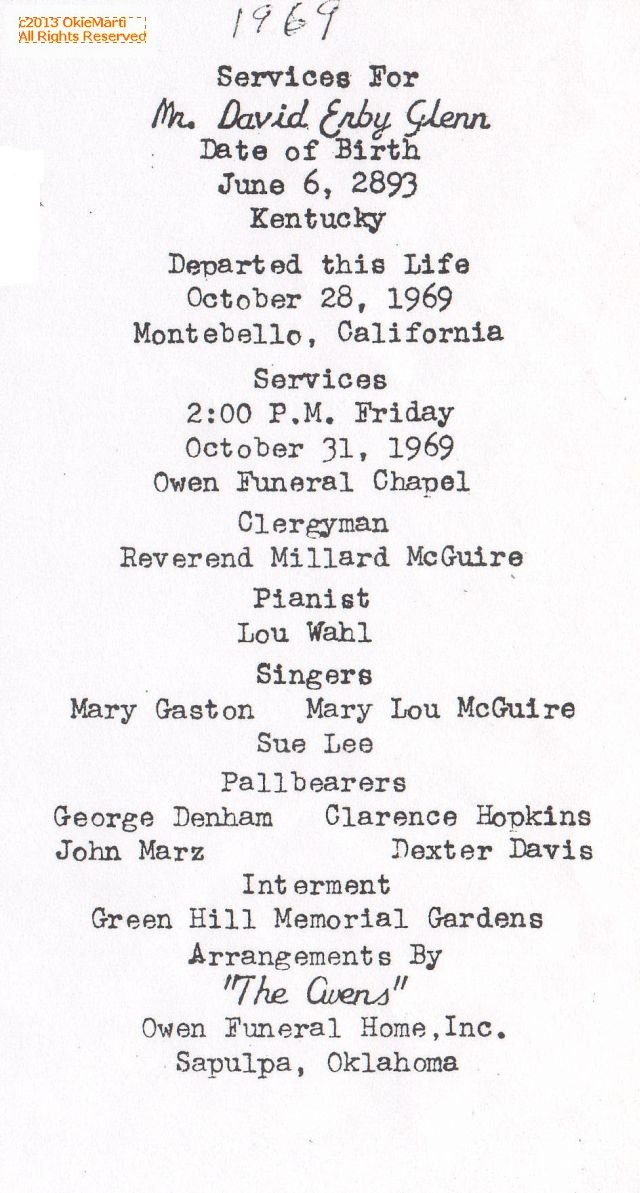 c2013 OkieMarti
All Rights Reserved
1969
Services For
Mr. David Erby Glenn
Date of Birth
June 6, 2893
Kentucky
Departed this Life
October 28, 1969
Montebello, California
Services
2:00 P.M. Friday
October 31, 1969
Owen Funeral Chapel
Clergyman
Reverend Millard McGuire
Pianist
Lou Wahl
Singers
Mary Gaston Mary Lou McGuire
Sue Lee
Pallbearers
George Denham Clarence Hopkins
John Marz Dexter Davis
Interment
Green Hill Memorial Gardens
Arrangements By
"The Owens"
Owen Funeral Home,Inc.
Sapulpa, Oklahoma